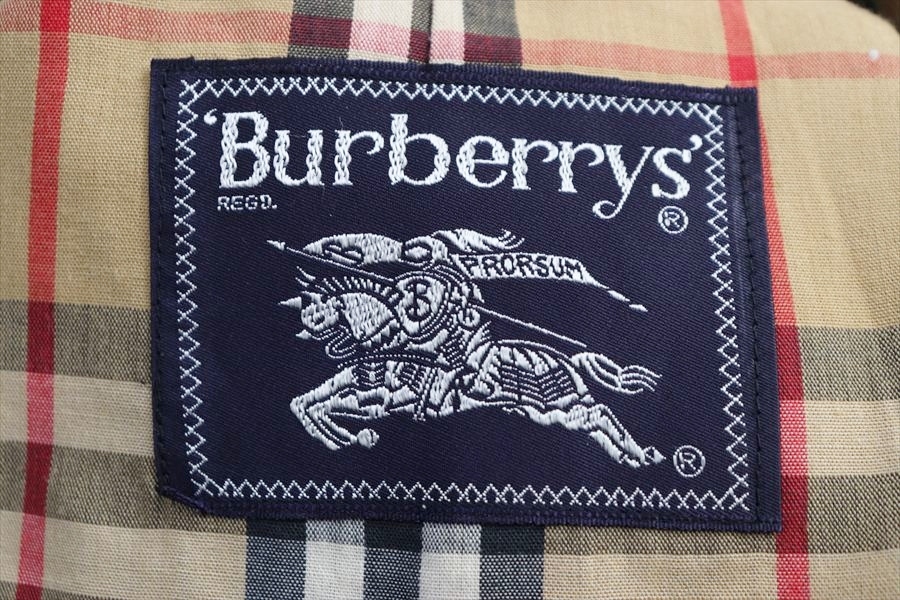 'Burberrys'
REGD.
®
PRORSUM
B
®